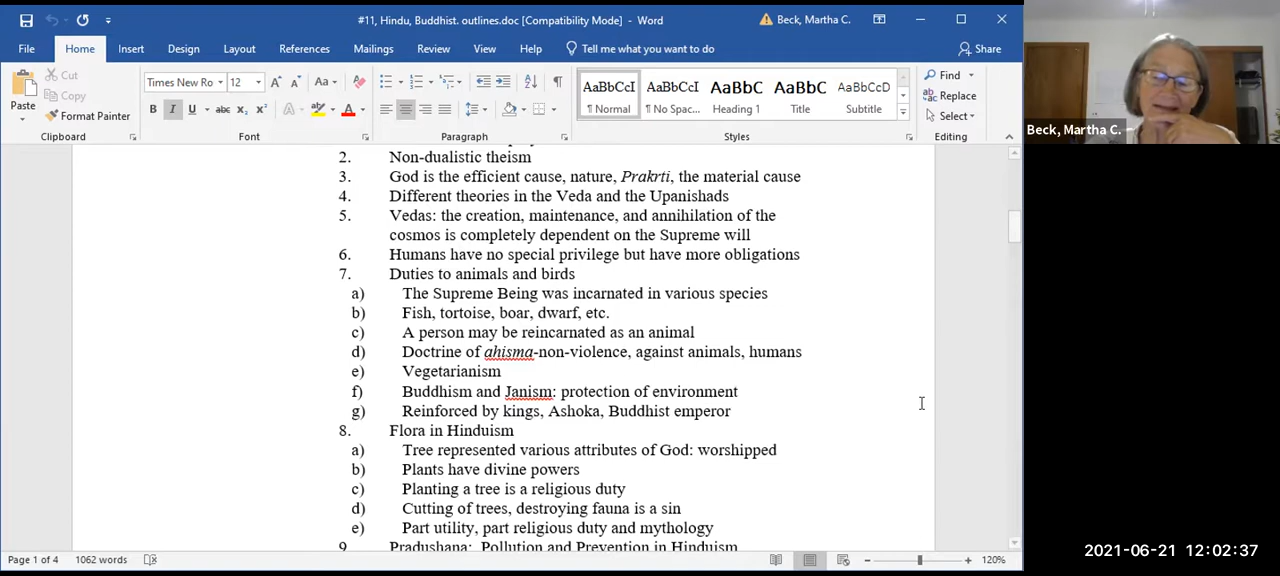 #11, Hindu, Buddhist. outlines.doc [Compatibility Mode] - Word
Beck, Martha C.
File Home Insert Design Layout References Mailings Review View Help Tell me what you want to do Share
Paste
Cut
Copy
Format Painter
Clipboard
Times New Ro 12
Font
Paragraph
AaBbCcI AaBbCcI AaBbC AaBbC AaBbCcD
¶ Normal ¶ No Spac... Heading 1 Title Subtitle
Styles
Find
Replace
Select
Editing
Beck, Martha C.
2. Non-dualistic theism
3. God is the efficient cause, nature, Prakrti, the material cause
4. Different theories in the Veda and the Upanishads
5. Vedas: the creation, maintenance, and annihilation of the
cosmos is completely dependent on the Supreme will
6. Humans have no special privilege but have more obligations
7. Duties to animals and birds
a) The Supreme Being was incarnated in various species
b) Fish, tortoise, boar, dwarf, etc.
c) A person may be reincarnated as an animal
d) Doctrine of ahisma-non-violence, against animals, humans
e) Vegetarianism
f) Buddhism and Janism: protection of environment
g) Reinforced by kings, Ashoka, Buddhist emperor
8. Flora in Hinduism
a) Tree represented various attributes of God: worshipped
b) Plants have divine powers
c) Planting a tree is a religious duty
d) Cutting of trees, destroying fauna is a sin
e) Part utility, part religious duty and mythology
9. Pradushana: Pollution and Prevention in Hinduism
Page 1 of 4 1062 words 120%
2021-06-21 12:02:37